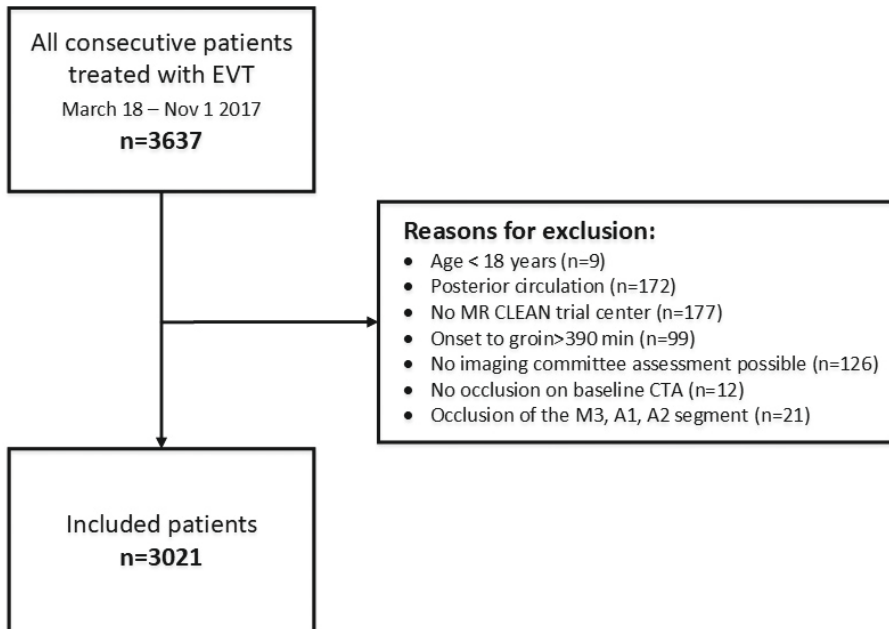 All consecutive patients
treated with EVT
March 18 – Nov 1 2017
n=3637
Reasons for exclusion:
• Age < 18 years (n=9)
• Posterior circulation (n=172)
• No MR CLEAN trial center (n=177)
• Onset to groin>390 min (n=99)
• No imaging committee assessment possible (n=126)
• No occlusion on baseline CTA (n=12)
• Occlusion of the M3, A1, A2 segment (n=21)
Included patients
n=3021